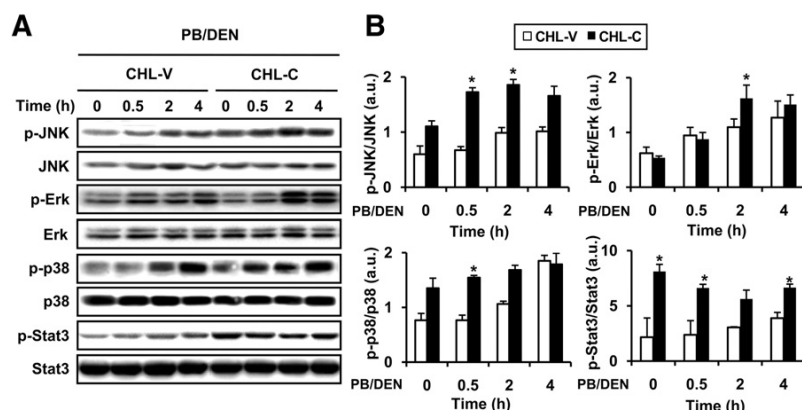 A
PB/DEN
CHL-V CHL-C
Time (h) 0 0.5 2 4 0 0.5 2 4
p-JNK
JNK
p-Erk
Erk
p-p38
p38
p-Stat3
Stat3
B
CHL-V CHL-C
p-JNK/JNK (a.u.)
2
1
0
* *
PB/DEN 0 0.5 2 4
Time (h)
p-Erk/Erk (a.u.)
2
1
0
*
PB/DEN 0 0.5 2 4
Time (h)
p-p38/p38 (a.u.)
2
1
0
*
PB/DEN 0 0.5 2 4
Time (h)
p-Stat3/Stat3 (a.u.)
10
5
0
* * *
PB/DEN 0 0.5 2 4
Time (h)